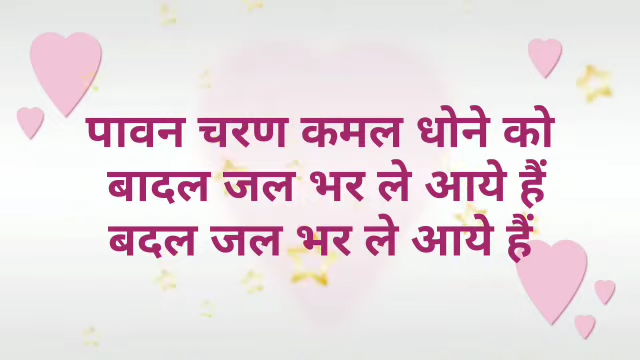 पावन चरण कमल धोने को
बादल जल भर ले आये हैं
बदल जल भर ले आये हैं